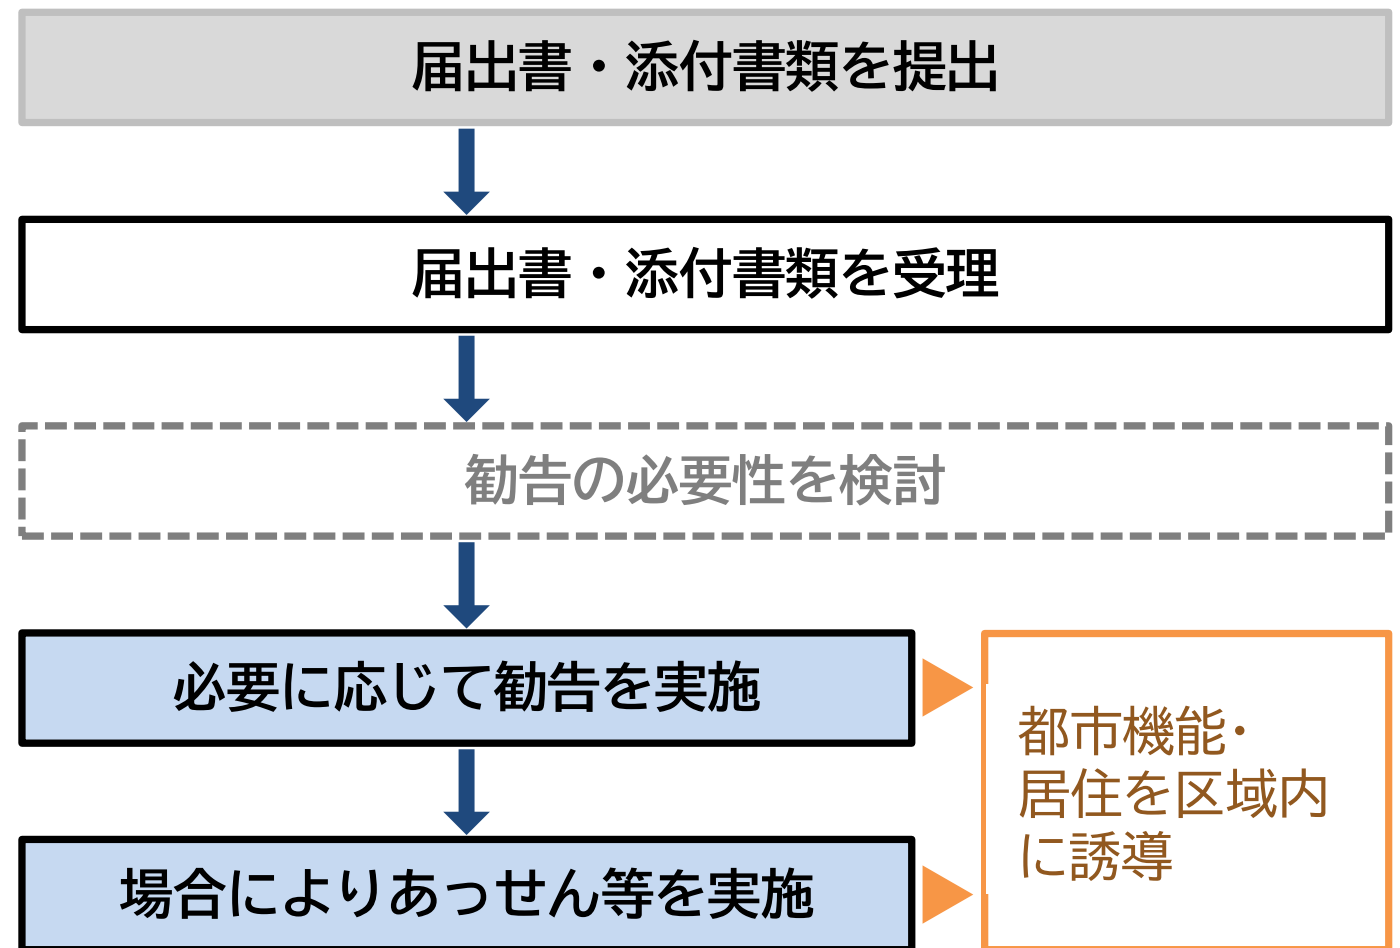 届出書・添付書類を提出
届出書・添付書類を受理
勧告の必要性を検討
必要に応じて勧告を実施
場合によりあっせん等を実施
都市機能・
居住を区域内
に誘導